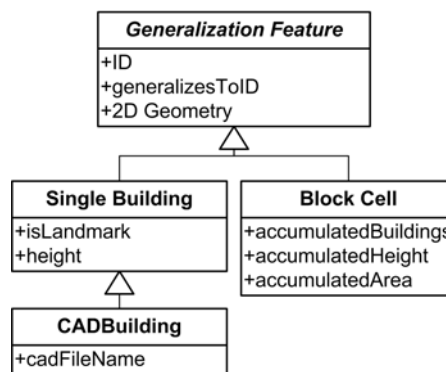 Generalization Feature
+ID
+generalizesToID
+2D Geometry
Single Building
+isLandmark
+height
Block Cell
+accumulatedBuildings
+accumulatedHeight
+accumulatedArea
CADBuilding
+cadFileName